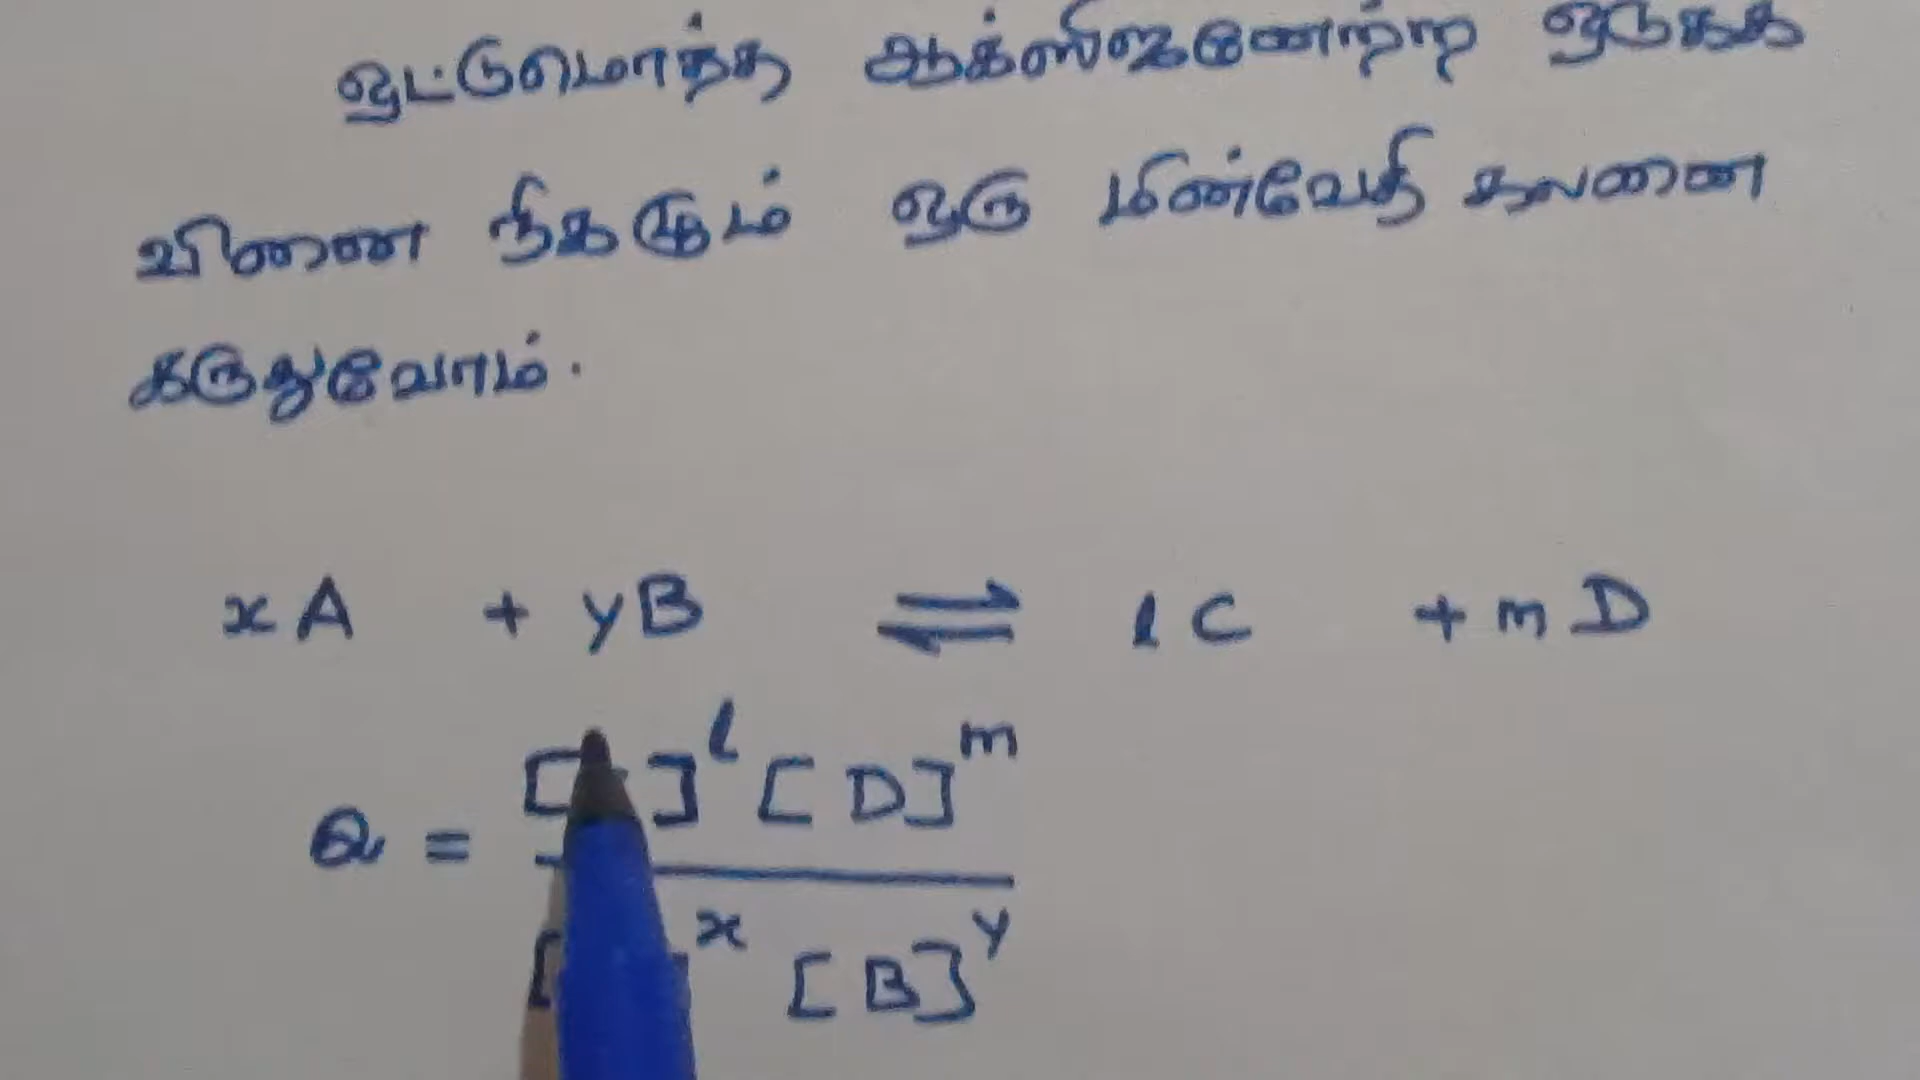 ஒட்டுமொத்த ஆக்ஸிஜனேற்ற ஒடுக்க
வினை நிகழும் ஒரு மின்வேதி கலனை
கருதுவோம்.
xA + yB ⇌ lC + mD
[ ]^l [D]^m
Q = ―――――
[ ]^x [B]^y